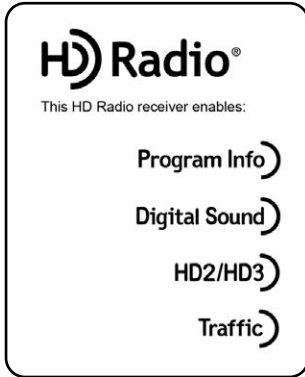 HD Radio®
This HD Radio receiver enables:
Program Info
Digital Sound
HD2/HD3
Traffic